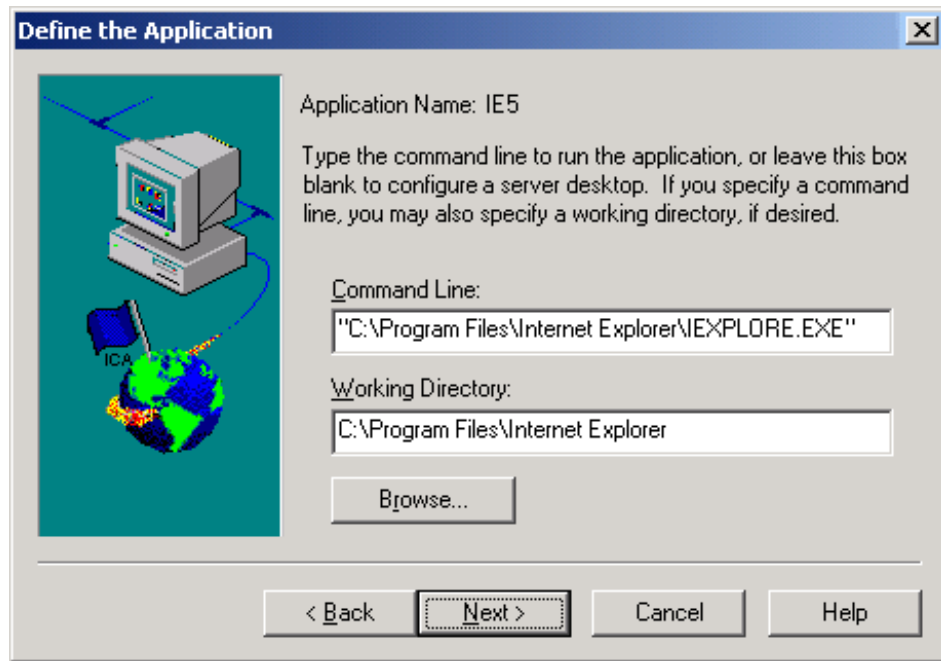 Define the Application
Application Name: IE5
Type the command line to run the application, or leave this box
blank to configure a server desktop. If you specify a command
line, you may also specify a working directory, if desired.
ICA
Command Line:
"C:\Program Files\Internet Explorer\IEXPLORE.EXE"
Working Directory:
C:\Program Files\Internet Explorer
Browse...
< Back
Next >
Cancel
Help